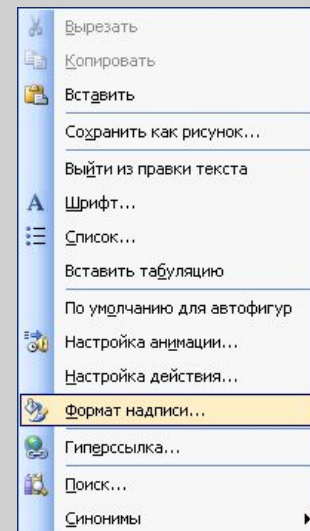 Вырезать
Копировать
Вставить
Сохранить как рисунок...
Выйти из правки текста
Шрифт...
Список...
Вставить табуляцию
По умолчанию для автофигур
Настройка анимации...
Настройка действия...
Формат надписи...
Гиперссылка...
Поиск...
Синонимы